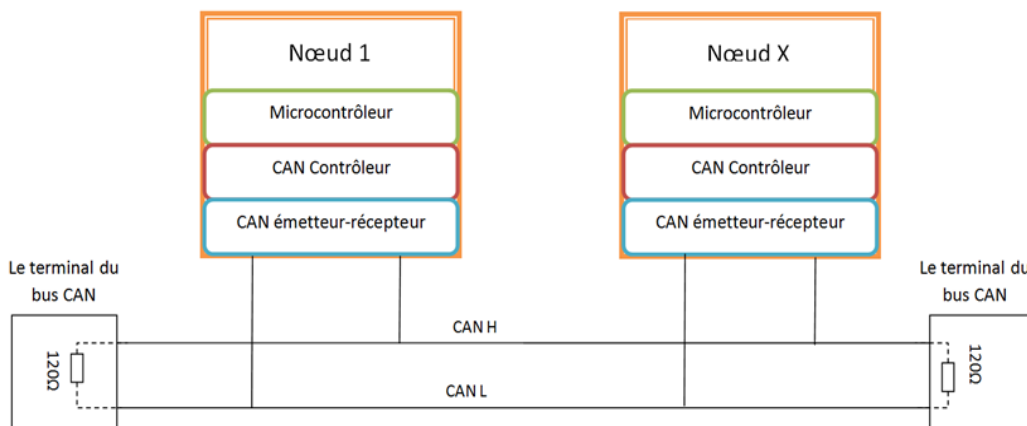 Nœud 1
Microcontrôleur
CAN Contrôleur
CAN émetteur-récepteur
Nœud X
Microcontrôleur
CAN Contrôleur
CAN émetteur-récepteur
Le terminal du
bus CAN
120Ω
CAN H
CAN L
Le terminal du
bus CAN
120Ω